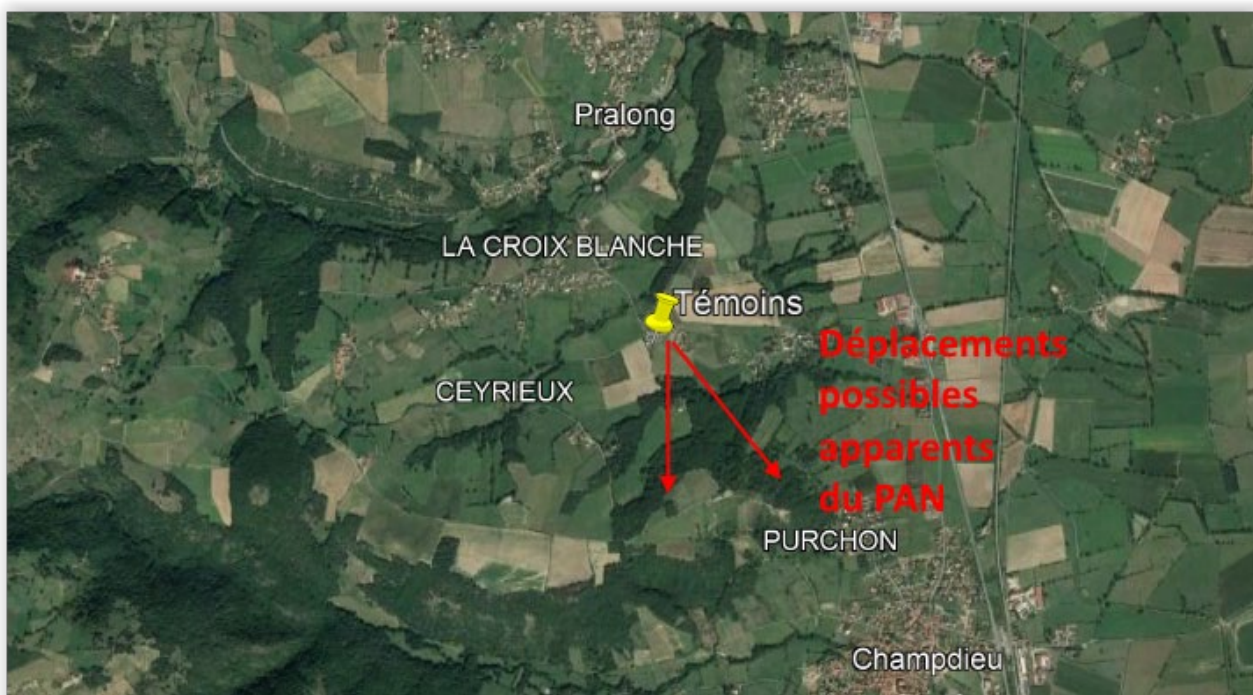 Pralong
LA CROIX BLANCHE
Témoins
Déplacements
possibles
apparents
du PAN
CEYRIEUX
PURCHON
Champdieu